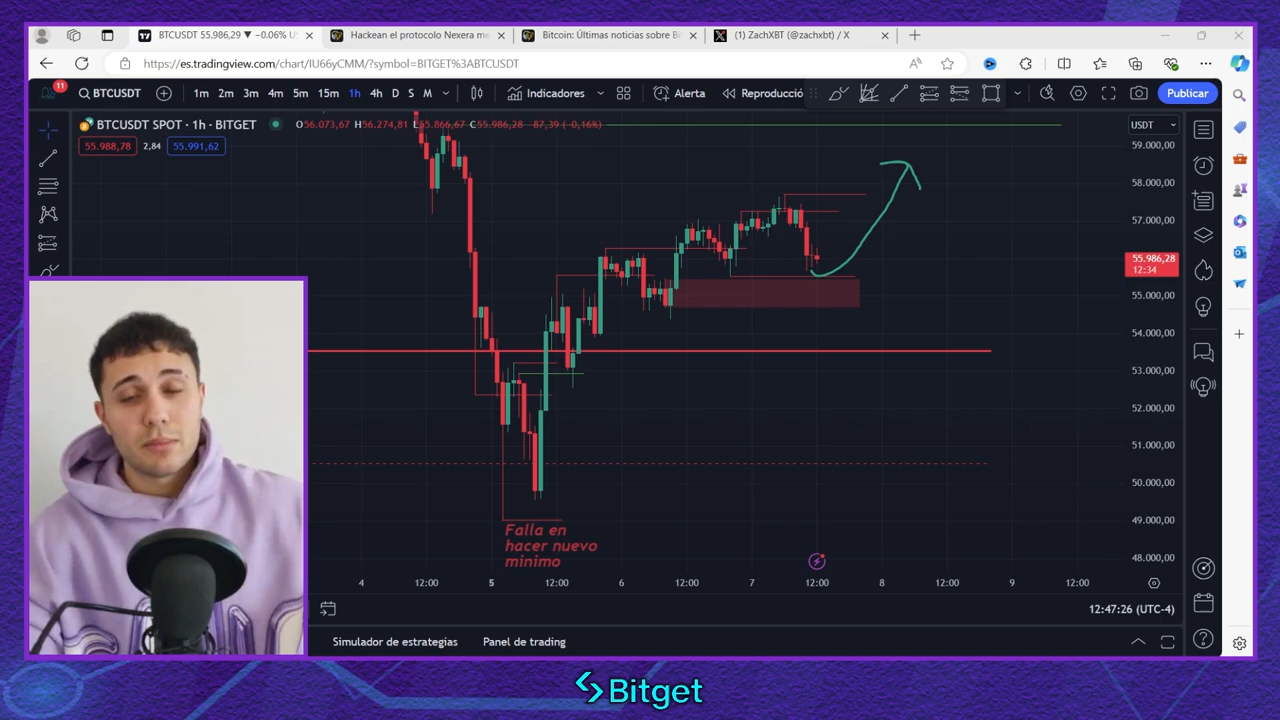 BTCUSDT 55.986,29 ▼ −0.06%
Hackean el protocolo Nexera me
Bitcoin: Últimas noticias sobre Bi
(1) ZachXBT (@zachxbt) / X
https://es.tradingview.com/chart/IU66yCMM/?symbol=BITGET%3ABTCUSDT
11
BTCUSDT
1m 2m 3m 4m 5m 15m 1h 4h D S M
Indicadores
Alerta
Reproducció
Publicar
BTCUSDT SPOT · 1h · BITGET
O56.073,67 H56.274,81 L55.866,67 C55.986,28 −87,39 (−0,16%)
USDT
55.988,78 2,84 55.991,62
59.000,00
58.000,00
57.000,00
55.986,28
12:34
55.000,00
54.000,00
53.000,00
52.000,00
51.000,00
50.000,00
49.000,00
48.000,00
Falla en
hacer nuevo
minimo
4 12:00 5 12:00 6 12:00 7 12:00 8 12:00 9 12:00
12:47:26 (UTC-4)
Simulador de estrategias Panel de trading
Bitget